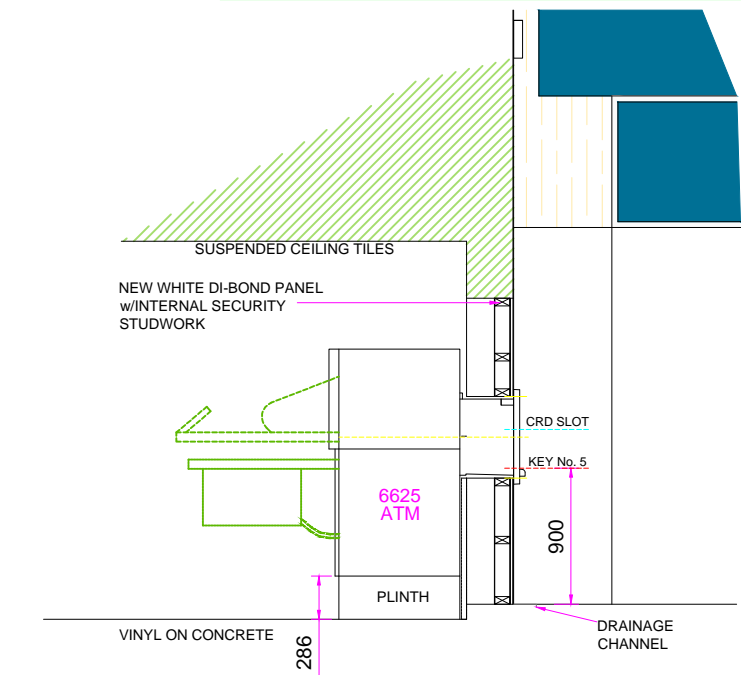 SUSPENDED CEILING TILES
NEW WHITE DI-BOND PANEL
w/INTERNAL SECURITY
STUDWORK
CRD SLOT
KEY No. 5
6625
ATM
900
PLINTH
VINYL ON CONCRETE
286
DRAINAGE
CHANNEL